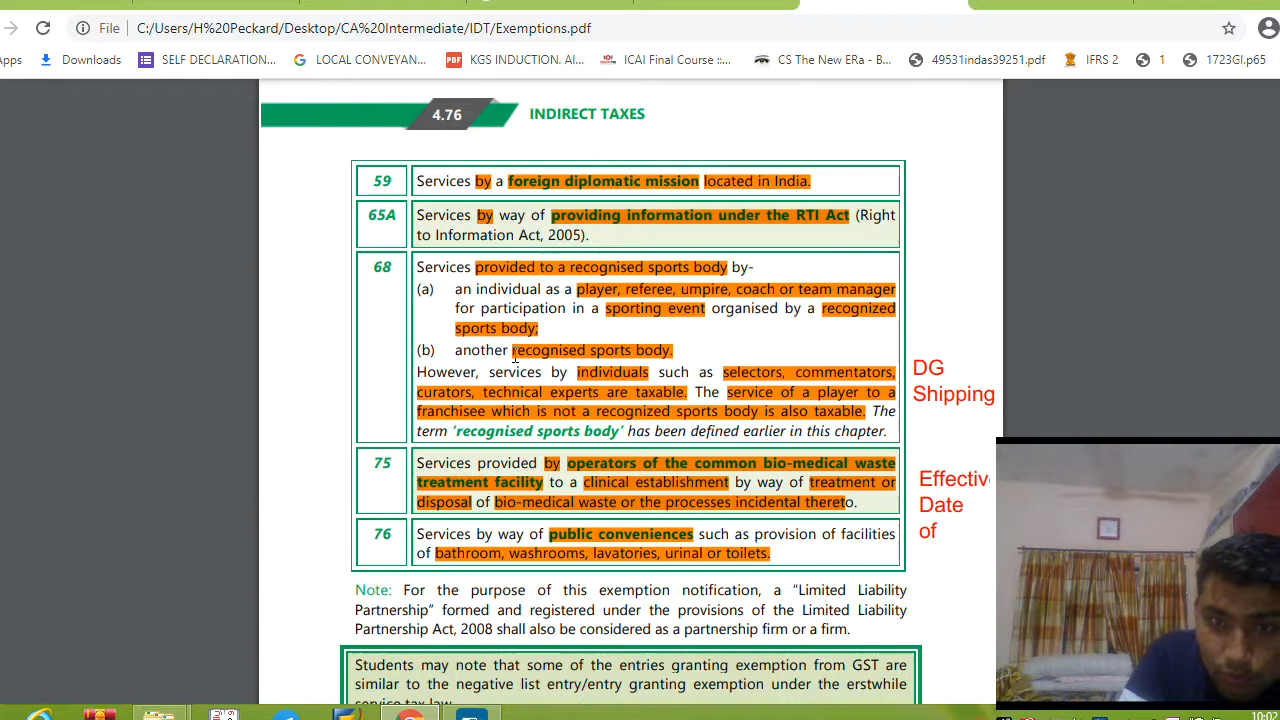 File
C:/Users/H%20Peckard/Desktop/CA%20Intermediate/IDT/Exemptions.pdf
Apps
Downloads
SELF DECLARATION...
LOCAL CONVEYAN...
PDF
KGS INDUCTION. AI...
ICAI Final Course ::...
CS The New ERa - B...
49531indas39251.pdf
IFRS 2
1
1723GI.p65
4.76
INDIRECT TAXES
59
Services by a foreign diplomatic mission located in India.
65A
Services by way of providing information under the RTI Act (Right
to Information Act, 2005).
68
Services provided to a recognised sports body by-
(a) an individual as a player, referee, umpire, coach or team manager
for participation in a sporting event organised by a recognized
sports body;
(b) another recognised sports body.
However, services by individuals such as selectors, commentators,
curators, technical experts are taxable. The service of a player to a
franchisee which is not a recognized sports body is also taxable. The
term 'recognised sports body' has been defined earlier in this chapter.
DG
Shipping
75
Services provided by operators of the common bio-medical waste
treatment facility to a clinical establishment by way of treatment or
disposal of bio-medical waste or the processes incidental thereto.
Effectiv
Date
of
76
Services by way of public conveniences such as provision of facilities
of bathroom, washrooms, lavatories, urinal or toilets.
Note: For the purpose of this exemption notification, a “Limited Liability
Partnership” formed and registered under the provisions of the Limited Liability
Partnership Act, 2008 shall also be considered as a partnership firm or a firm.
Students may note that some of the entries granting exemption from GST are
similar to the negative list entry/entry granting exemption under the erstwhile
service tax law.
10:02